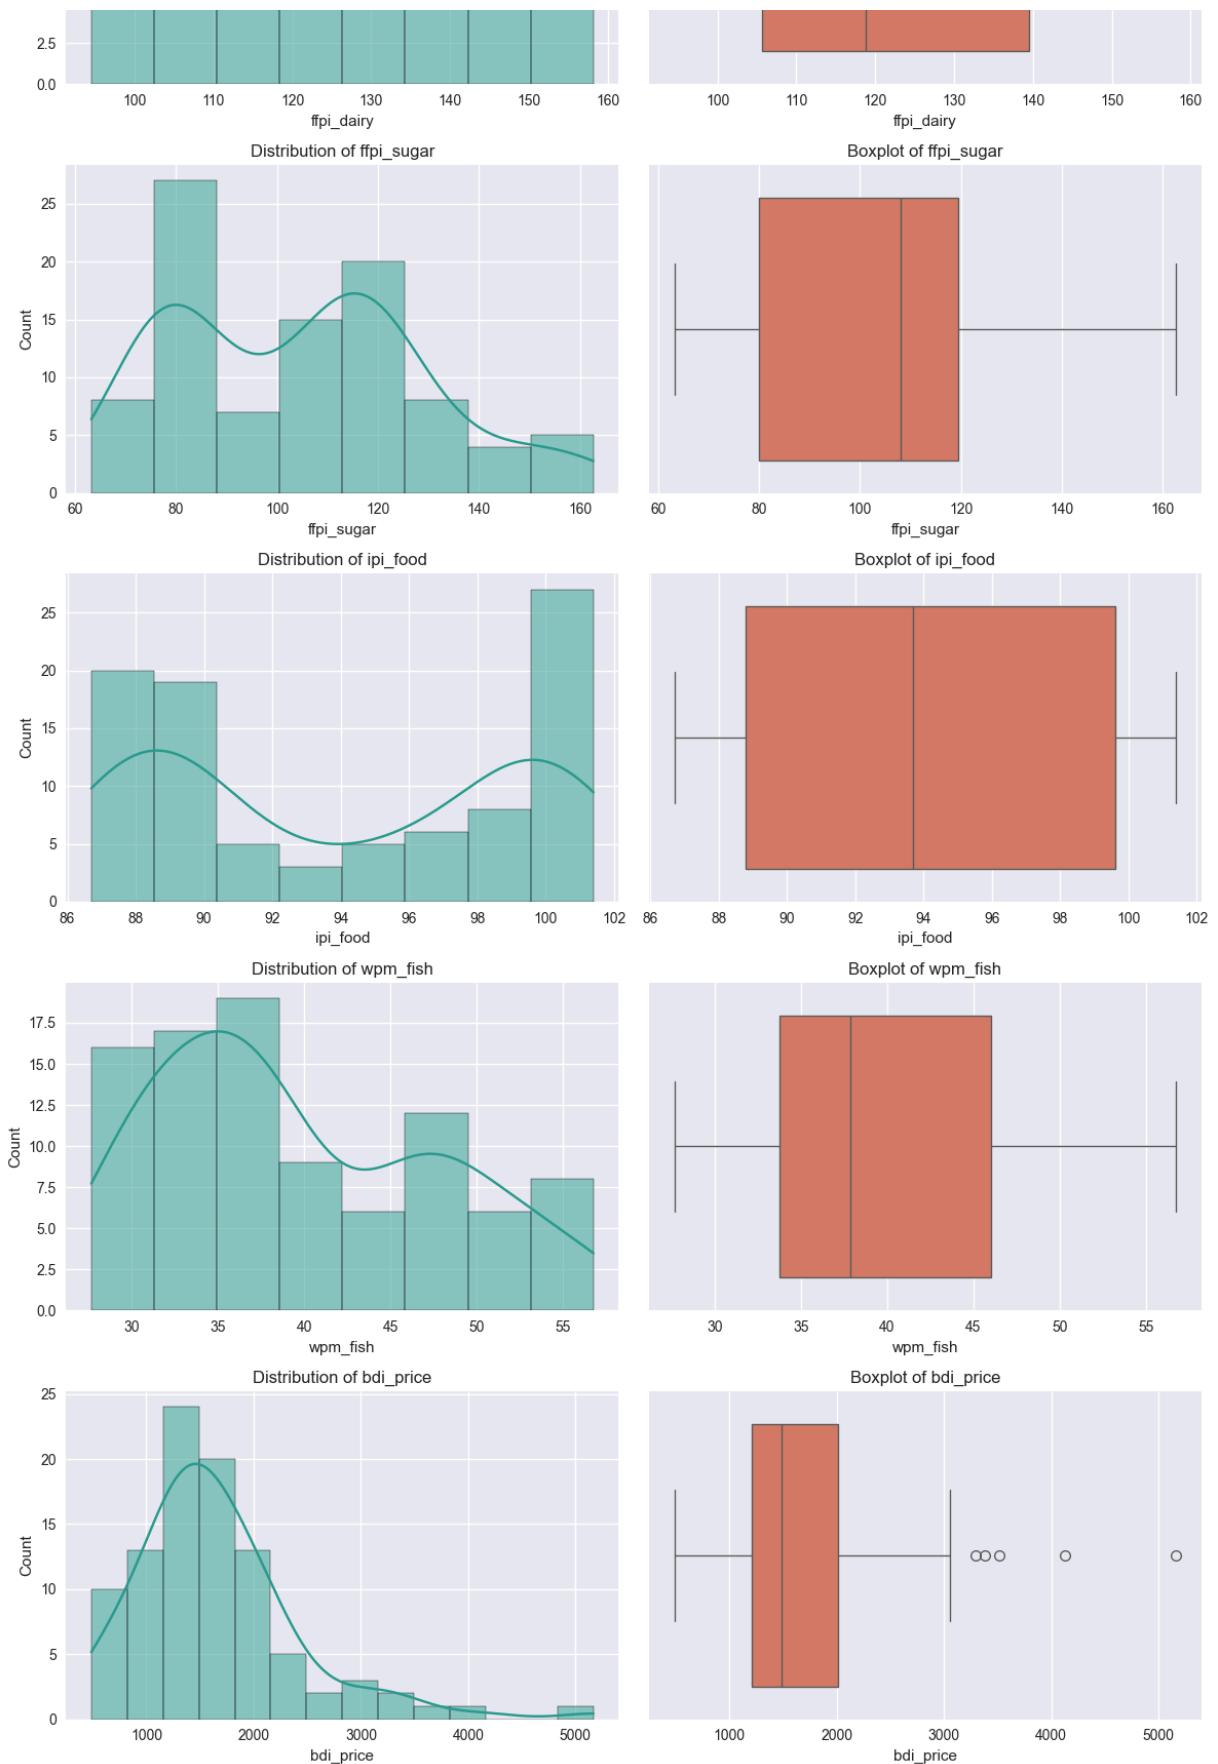 2.5
0.0
100 110 120 130 140 150 160
ffpi_dairy
100 110 120 130 140 150 160
ffpi_dairy
Distribution of ffpi_sugar
25
20
15
10
5
0
Count
60 80 100 120 140 160
ffpi_sugar
Boxplot of ffpi_sugar
60 80 100 120 140 160
ffpi_sugar
Distribution of ipi_food
25
20
15
10
5
0
Count
86 88 90 92 94 96 98 100 102
ipi_food
Boxplot of ipi_food
86 88 90 92 94 96 98 100 102
ipi_food
Distribution of wpm_fish
17.5
15.0
12.5
10.0
7.5
5.0
2.5
0.0
Count
30 35 40 45 50 55
wpm_fish
Boxplot of wpm_fish
30 35 40 45 50 55
wpm_fish
Distribution of bdi_price
25
20
15
10
5
0
Count
1000 2000 3000 4000 5000
bdi_price
Boxplot of bdi_price
1000 2000 3000 4000 5000
bdi_price